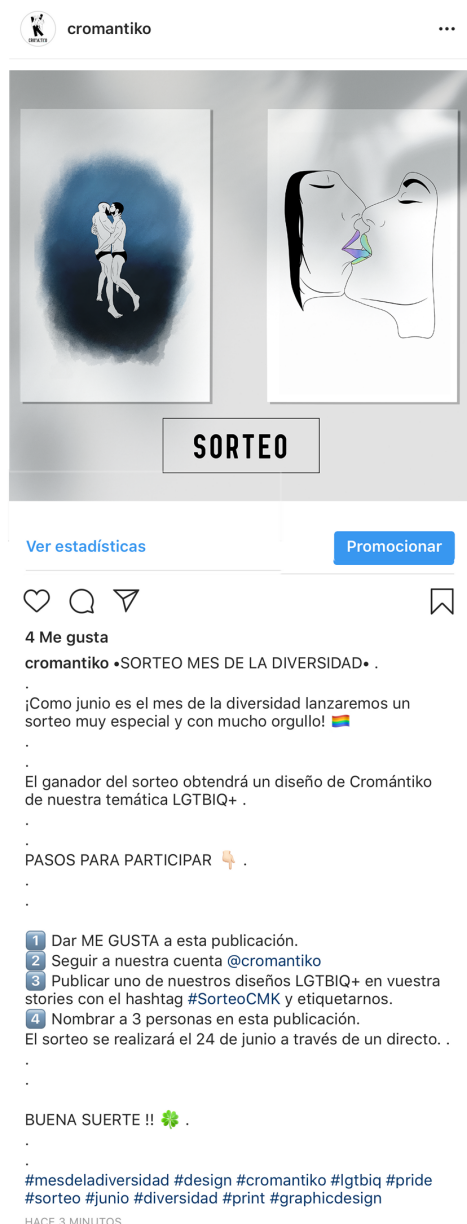 CROMÁNTIKO
cromantiko
SORTEO
Ver estadísticas
Promocionar
4 Me gusta
cromantiko •SORTEO MES DE LA DIVERSIDAD• .
.
¡Como junio es el mes de la diversidad lanzaremos un
sorteo muy especial y con mucho orgullo! 🏳️‍🌈
.
.
El ganador del sorteo obtendrá un diseño de Cromántiko
de nuestra temática LGTBIQ+ .
.
.
PASOS PARA PARTICIPAR 👇🏻 .
.
.
1️⃣ Dar ME GUSTA a esta publicación.
2️⃣ Seguir a nuestra cuenta @cromantiko
3️⃣ Publicar uno de nuestros diseños LGTBIQ+ en vuestra
stories con el hashtag #SorteoCMK y etiquetarnos.
4️⃣ Nombrar a 3 personas en esta publicación.
El sorteo se realizará el 24 de junio a través de un directo. .
.
.
BUENA SUERTE !! 🍀 .
.
.
#mesdeladiversidad #design #cromantiko #lgtbiq #pride
#sorteo #junio #diversidad #print #graphicdesign
HACE 3 MINUTOS